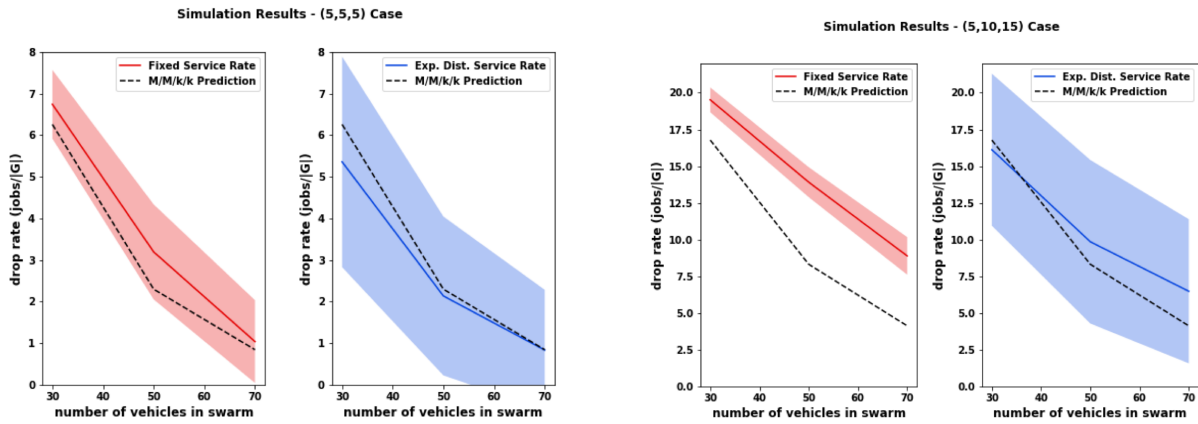 Simulation Results - (5,5,5) Case
Fixed Service Rate
M/M/k/k Prediction
drop rate (jobs/|G|)
8
7
6
5
4
3
2
1
0
30 40 50 60 70
number of vehicles in swarm
Exp. Dist. Service Rate
M/M/k/k Prediction
drop rate (jobs/|G|)
8
7
6
5
4
3
2
1
0
30 40 50 60 70
number of vehicles in swarm
Simulation Results - (5,10,15) Case
Fixed Service Rate
M/M/k/k Prediction
drop rate (jobs/|G|)
20.0
17.5
15.0
12.5
10.0
7.5
5.0
2.5
0.0
30 40 50 60 70
number of vehicles in swarm
Exp. Dist. Service Rate
M/M/k/k Prediction
drop rate (jobs/|G|)
20.0
17.5
15.0
12.5
10.0
7.5
5.0
2.5
0.0
30 40 50 60 70
number of vehicles in swarm